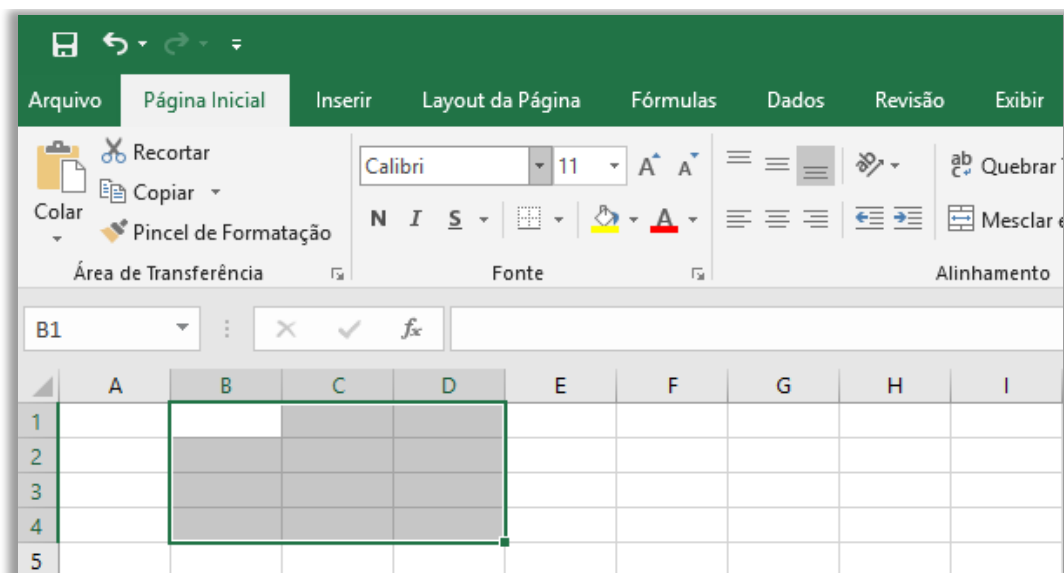 Arquivo Página Inicial Inserir Layout da Página Fórmulas Dados Revisão Exibir
Colar
Recortar
Copiar
Pincel de Formatação
Área de Transferência
Calibri 11 A A
N I S A
Fonte
ab Quebrar
Mesclar e
Alinhamento
B1 fx
A B C D E F G H I
1
2
3
4
5